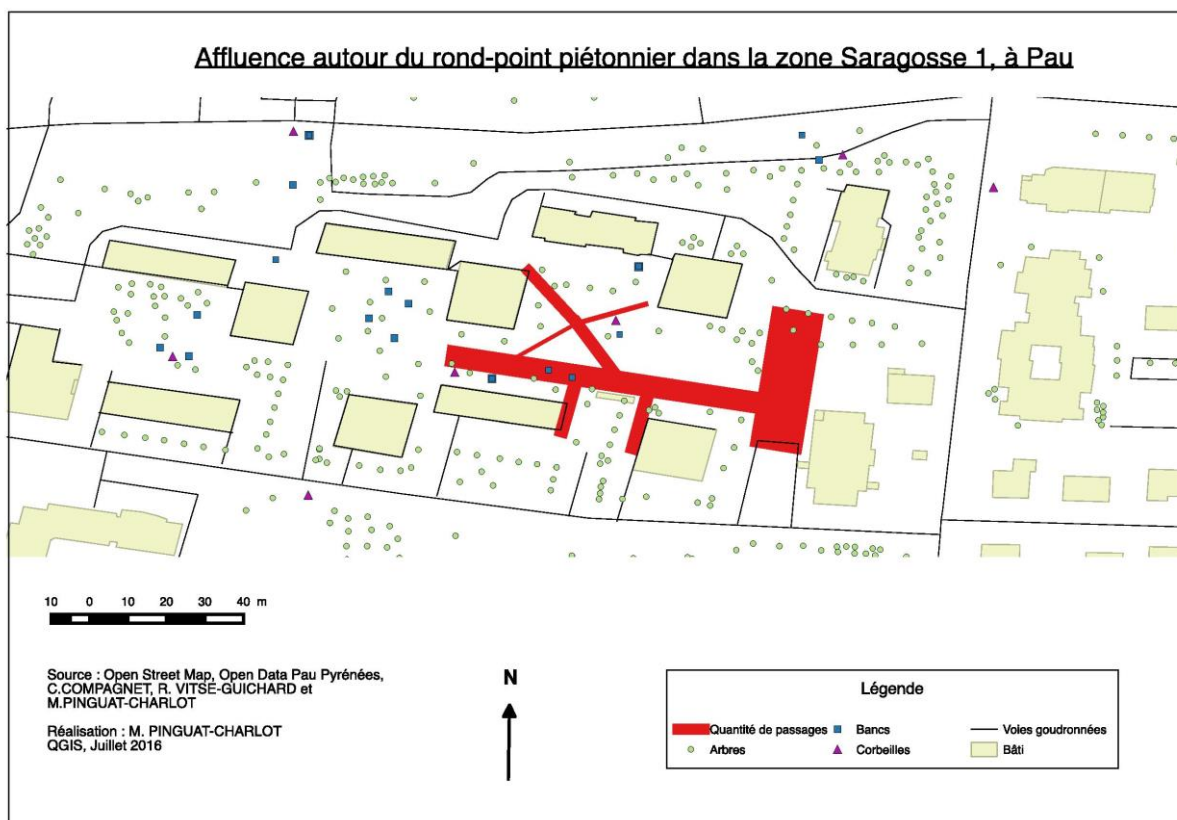 Affluence autour du rond-point piétonnier dans la zone Saragosse 1, à Pau
10 0 10 20 30 40 m
Source : Open Street Map, Open Data Pau Pyrénées,
C.COMPAGNET, R. VITSE-GUICHARD et
M.PINGUAT-CHARLOT
Réalisation : M. PINGUAT-CHARLOT
QGIS, Juillet 2016
N
Légende
Quantité de passages Bancs Voies goudronnées
Arbres Corbeilles Bâti